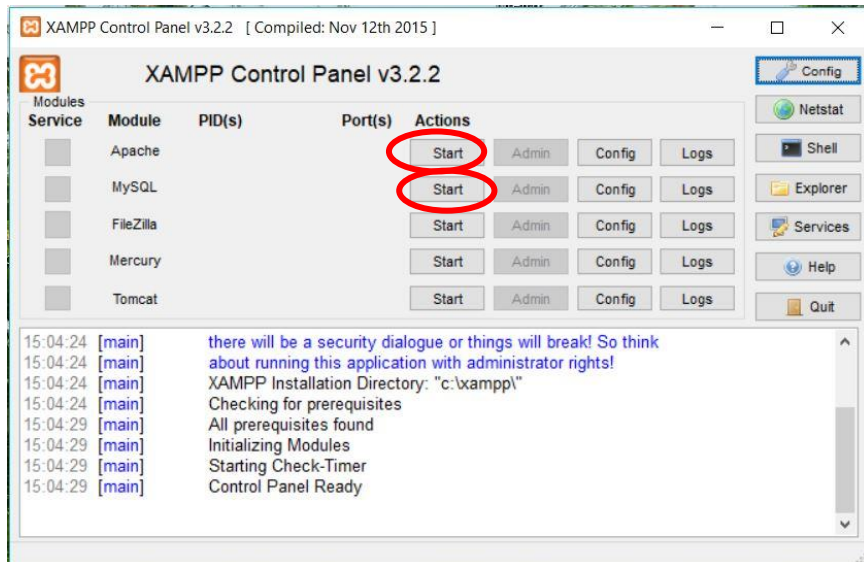 XAMPP Control Panel v3.2.2 [ Compiled: Nov 12th 2015 ]
XAMPP Control Panel v3.2.2
Config
Modules
Service Module PID(s) Port(s) Actions
Netstat
Apache Start Admin Config Logs
Shell
MySQL Start Admin Config Logs
Explorer
FileZilla Start Admin Config Logs
Services
Mercury Start Admin Config Logs
Help
Tomcat Start Admin Config Logs
Quit
15:04:24 [main] there will be a security dialogue or things will break! So think
15:04:24 [main] about running this application with administrator rights!
15:04:24 [main] XAMPP Installation Directory: "c:\xampp\"
15:04:24 [main] Checking for prerequisites
15:04:29 [main] All prerequisites found
15:04:29 [main] Initializing Modules
15:04:29 [main] Starting Check-Timer
15:04:29 [main] Control Panel Ready